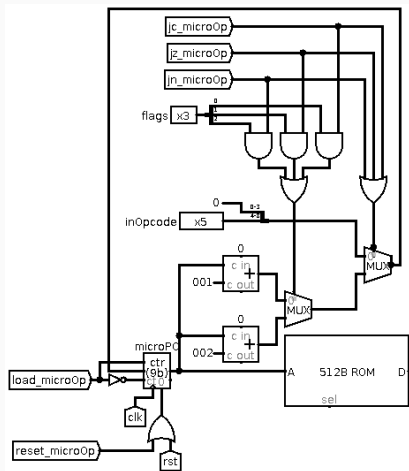 jc_microOp
jz_microOp
jn_microOp
flags x3
0
1
2
0 0-3
inOpcode x5 4-8
0
c in
001 +
c out
0 MUX
0 MUX
0
c in
002 +
c out
microPC
ctr
(9b)
ct 0
load_microOp
clk
A 512B ROM D
sel
reset_microOp
rst